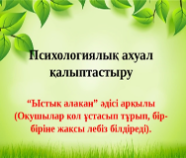 Психологиялық ахуал
қалыптастыру
“Ыстық алақан” әдісі арқылы
(Оқушылар қол ұстасып тұрып, бір-
біріне жақсы лебіз білдіреді).